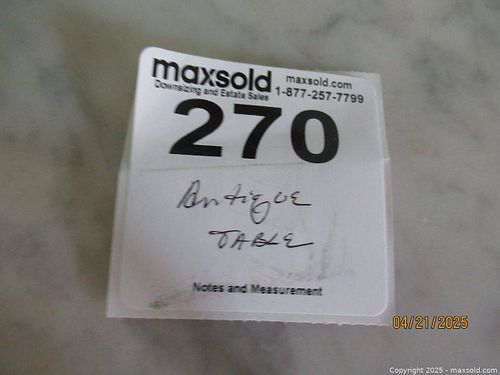 maxsold maxsold.com
Downsizing and Estate Sales 1-877-257-7799
270
Antique
TABLE
Notes and Measurement
04/21/2025
Copyright 2025 - maxsold.com